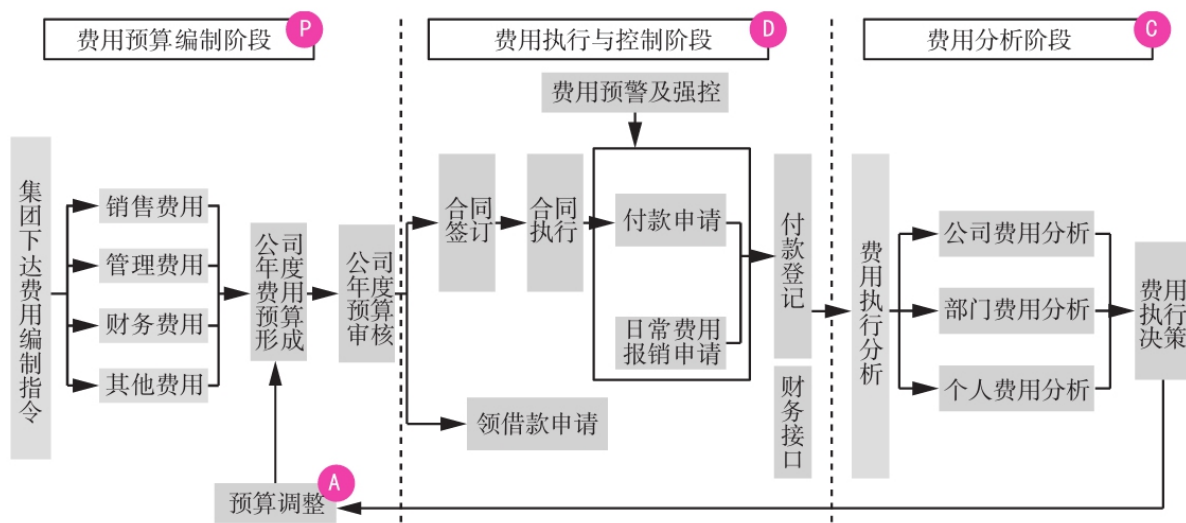 费用预算编制阶段
P
费用执行与控制阶段
D
费用分析阶段
C
集团下达费用编制指令
销售费用
管理费用
财务费用
其他费用
公司
年度
费用
预算
形成
公司
年度
预算
审核
预算调整
A
费用预警及强控
合同
签订
合同
执行
付款申请
日常费用
报销申请
领借款申请
付款登记
财务接口
费用执行分析
公司费用分析
部门费用分析
个人费用分析
费用
执行
决策